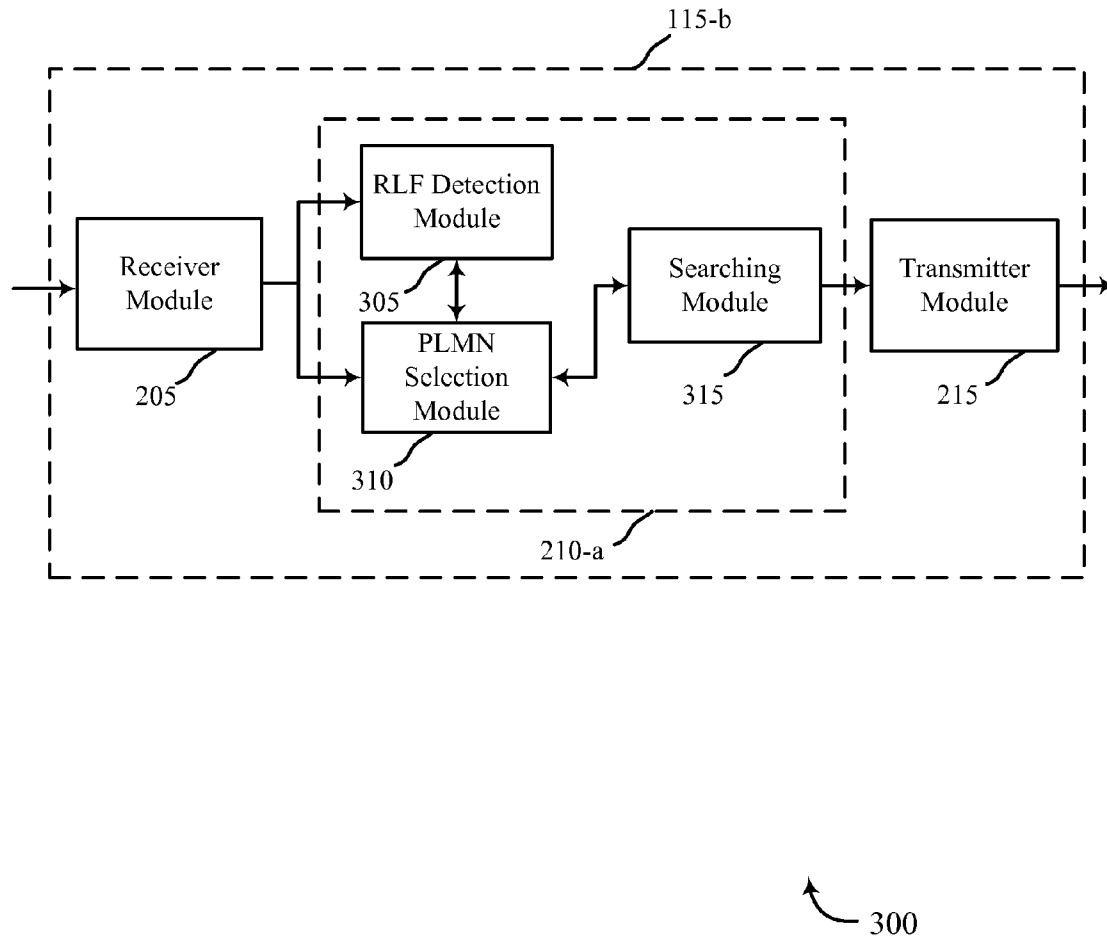 115-b
RLF Detection
Module
305
Receiver
Module
205
PLMN
Selection
Module
310
Searching
Module
315
Transmitter
Module
215
210-a
300